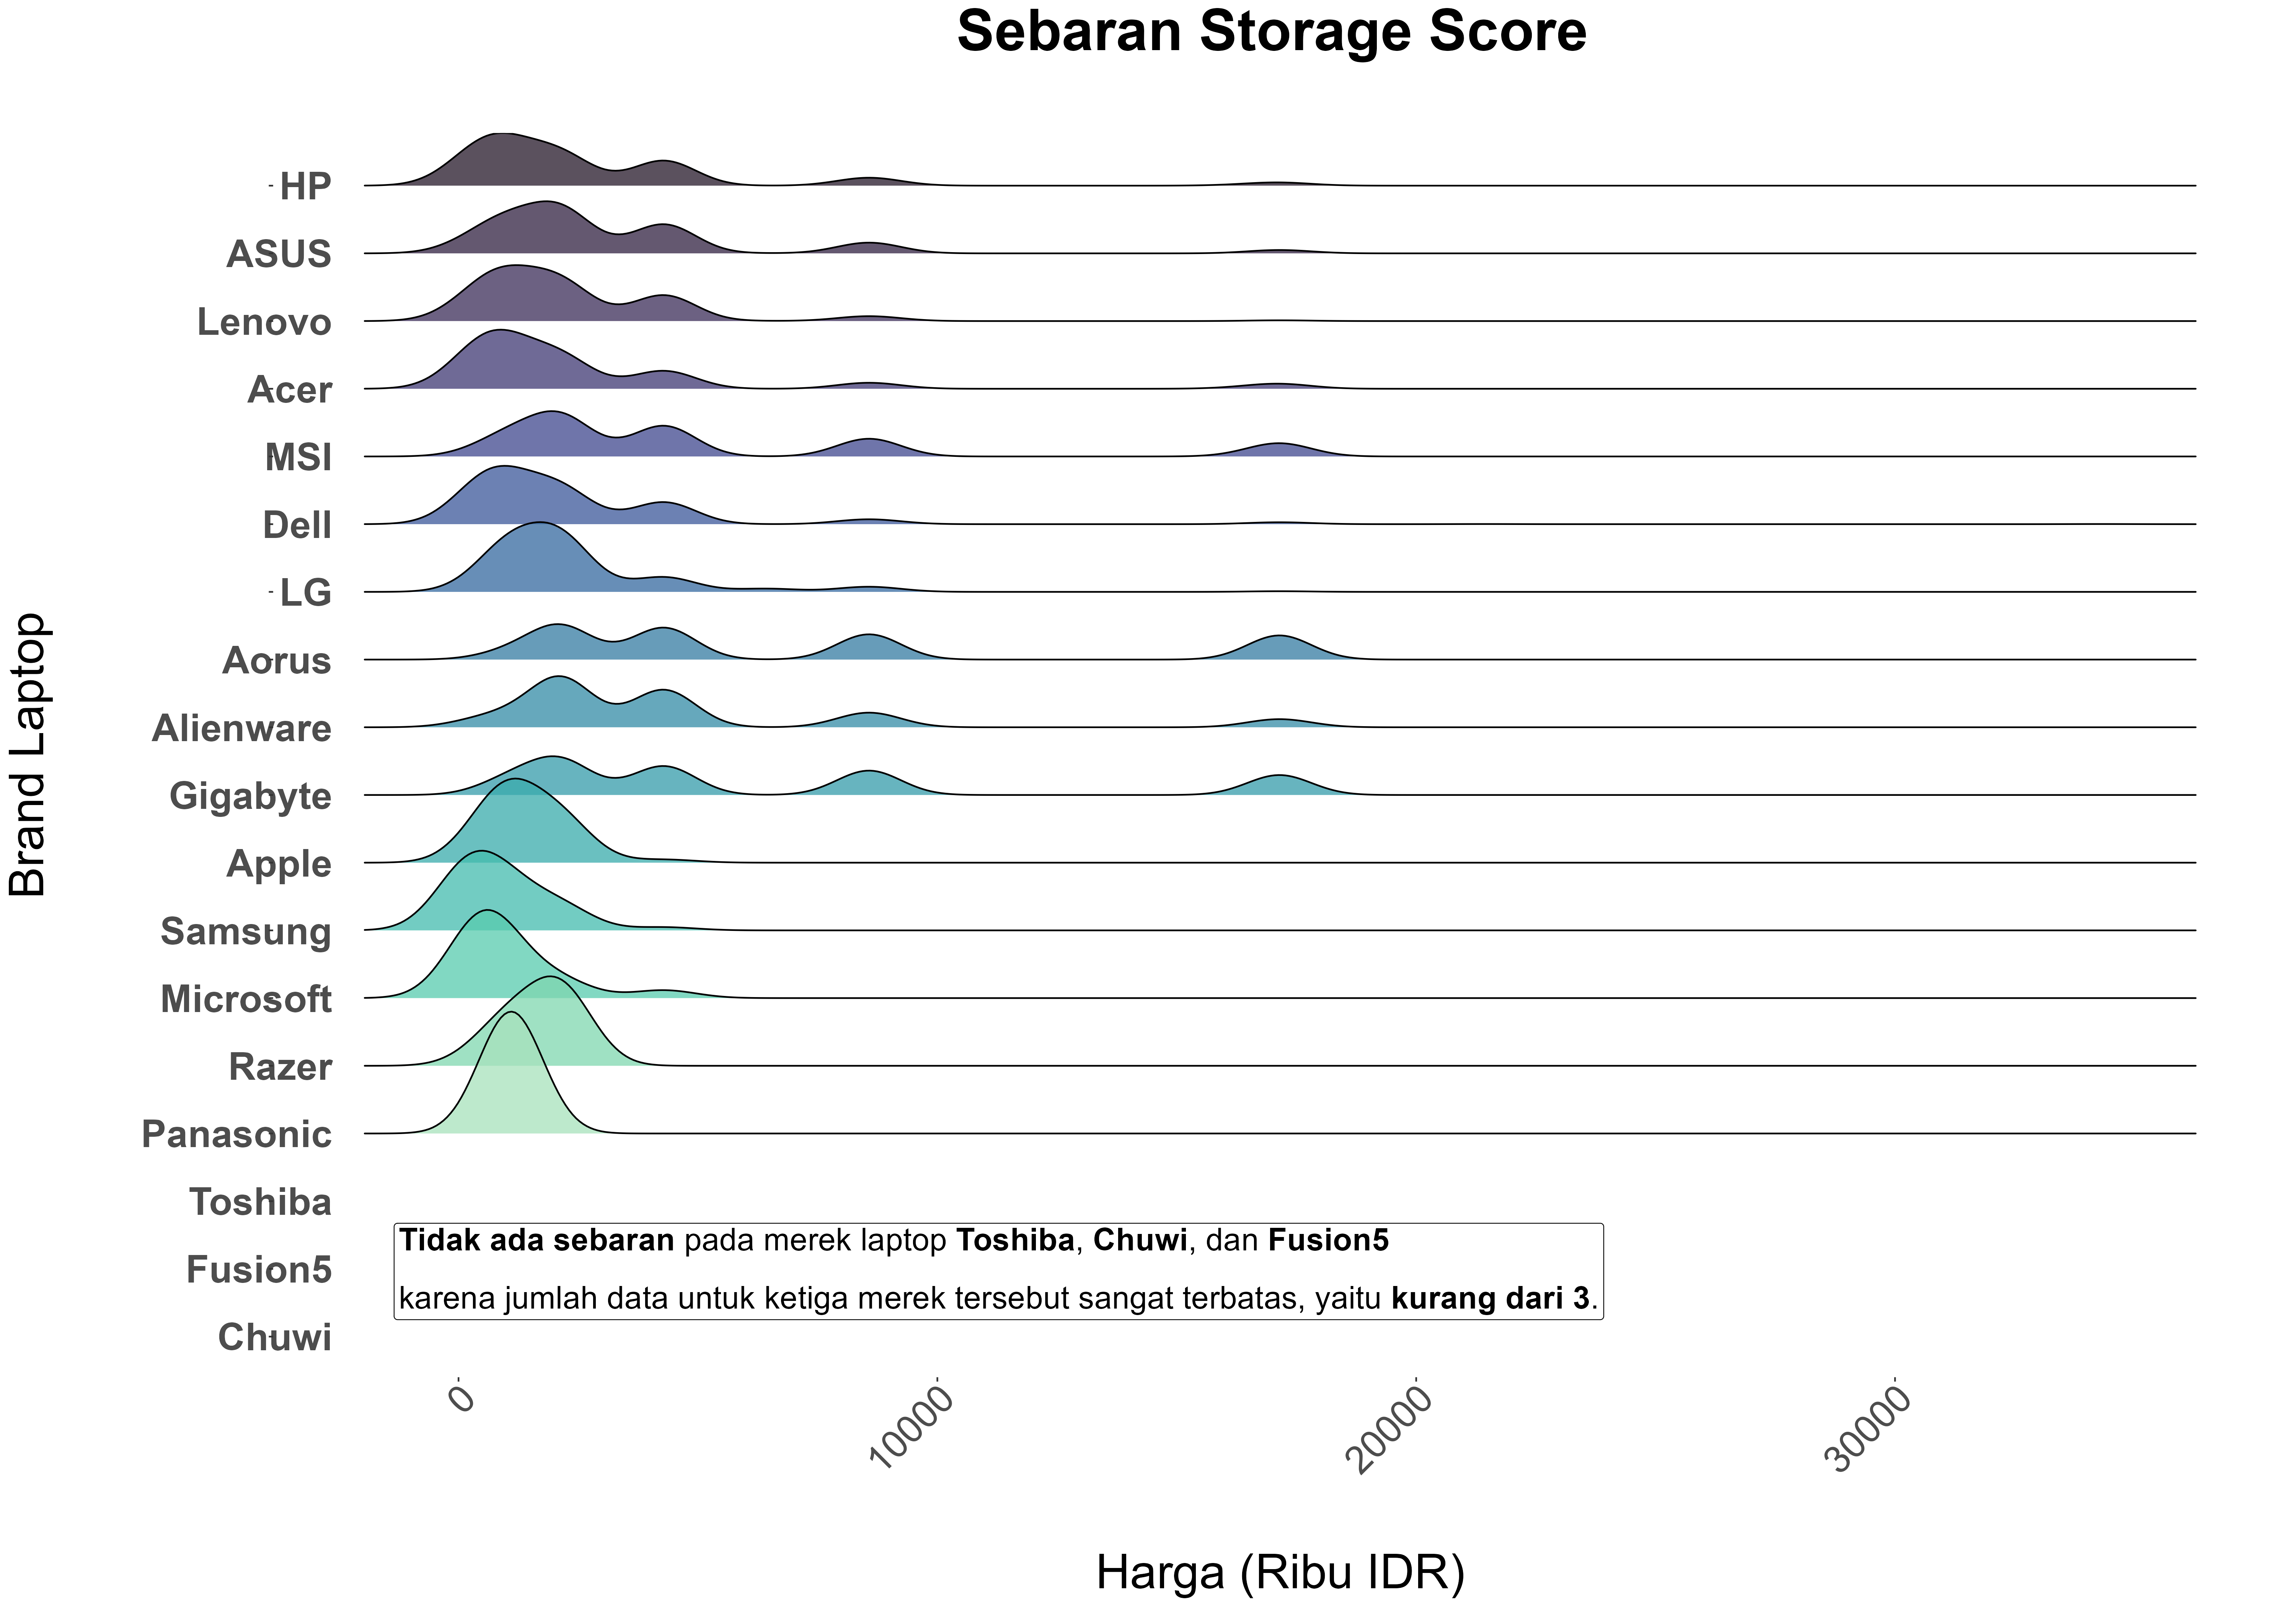 Sebaran Storage Score
Brand Laptop
HP
ASUS
Lenovo
Acer
MSI
Dell
LG
Aorus
Alienware
Gigabyte
Apple
Samsung
Microsoft
Razer
Panasonic
Toshiba
Fusion5
Chuwi
Tidak ada sebaran pada merek laptop Toshiba, Chuwi, dan Fusion5
karena jumlah data untuk ketiga merek tersebut sangat terbatas, yaitu kurang dari 3.
0
10000
20000
30000
Harga (Ribu IDR)